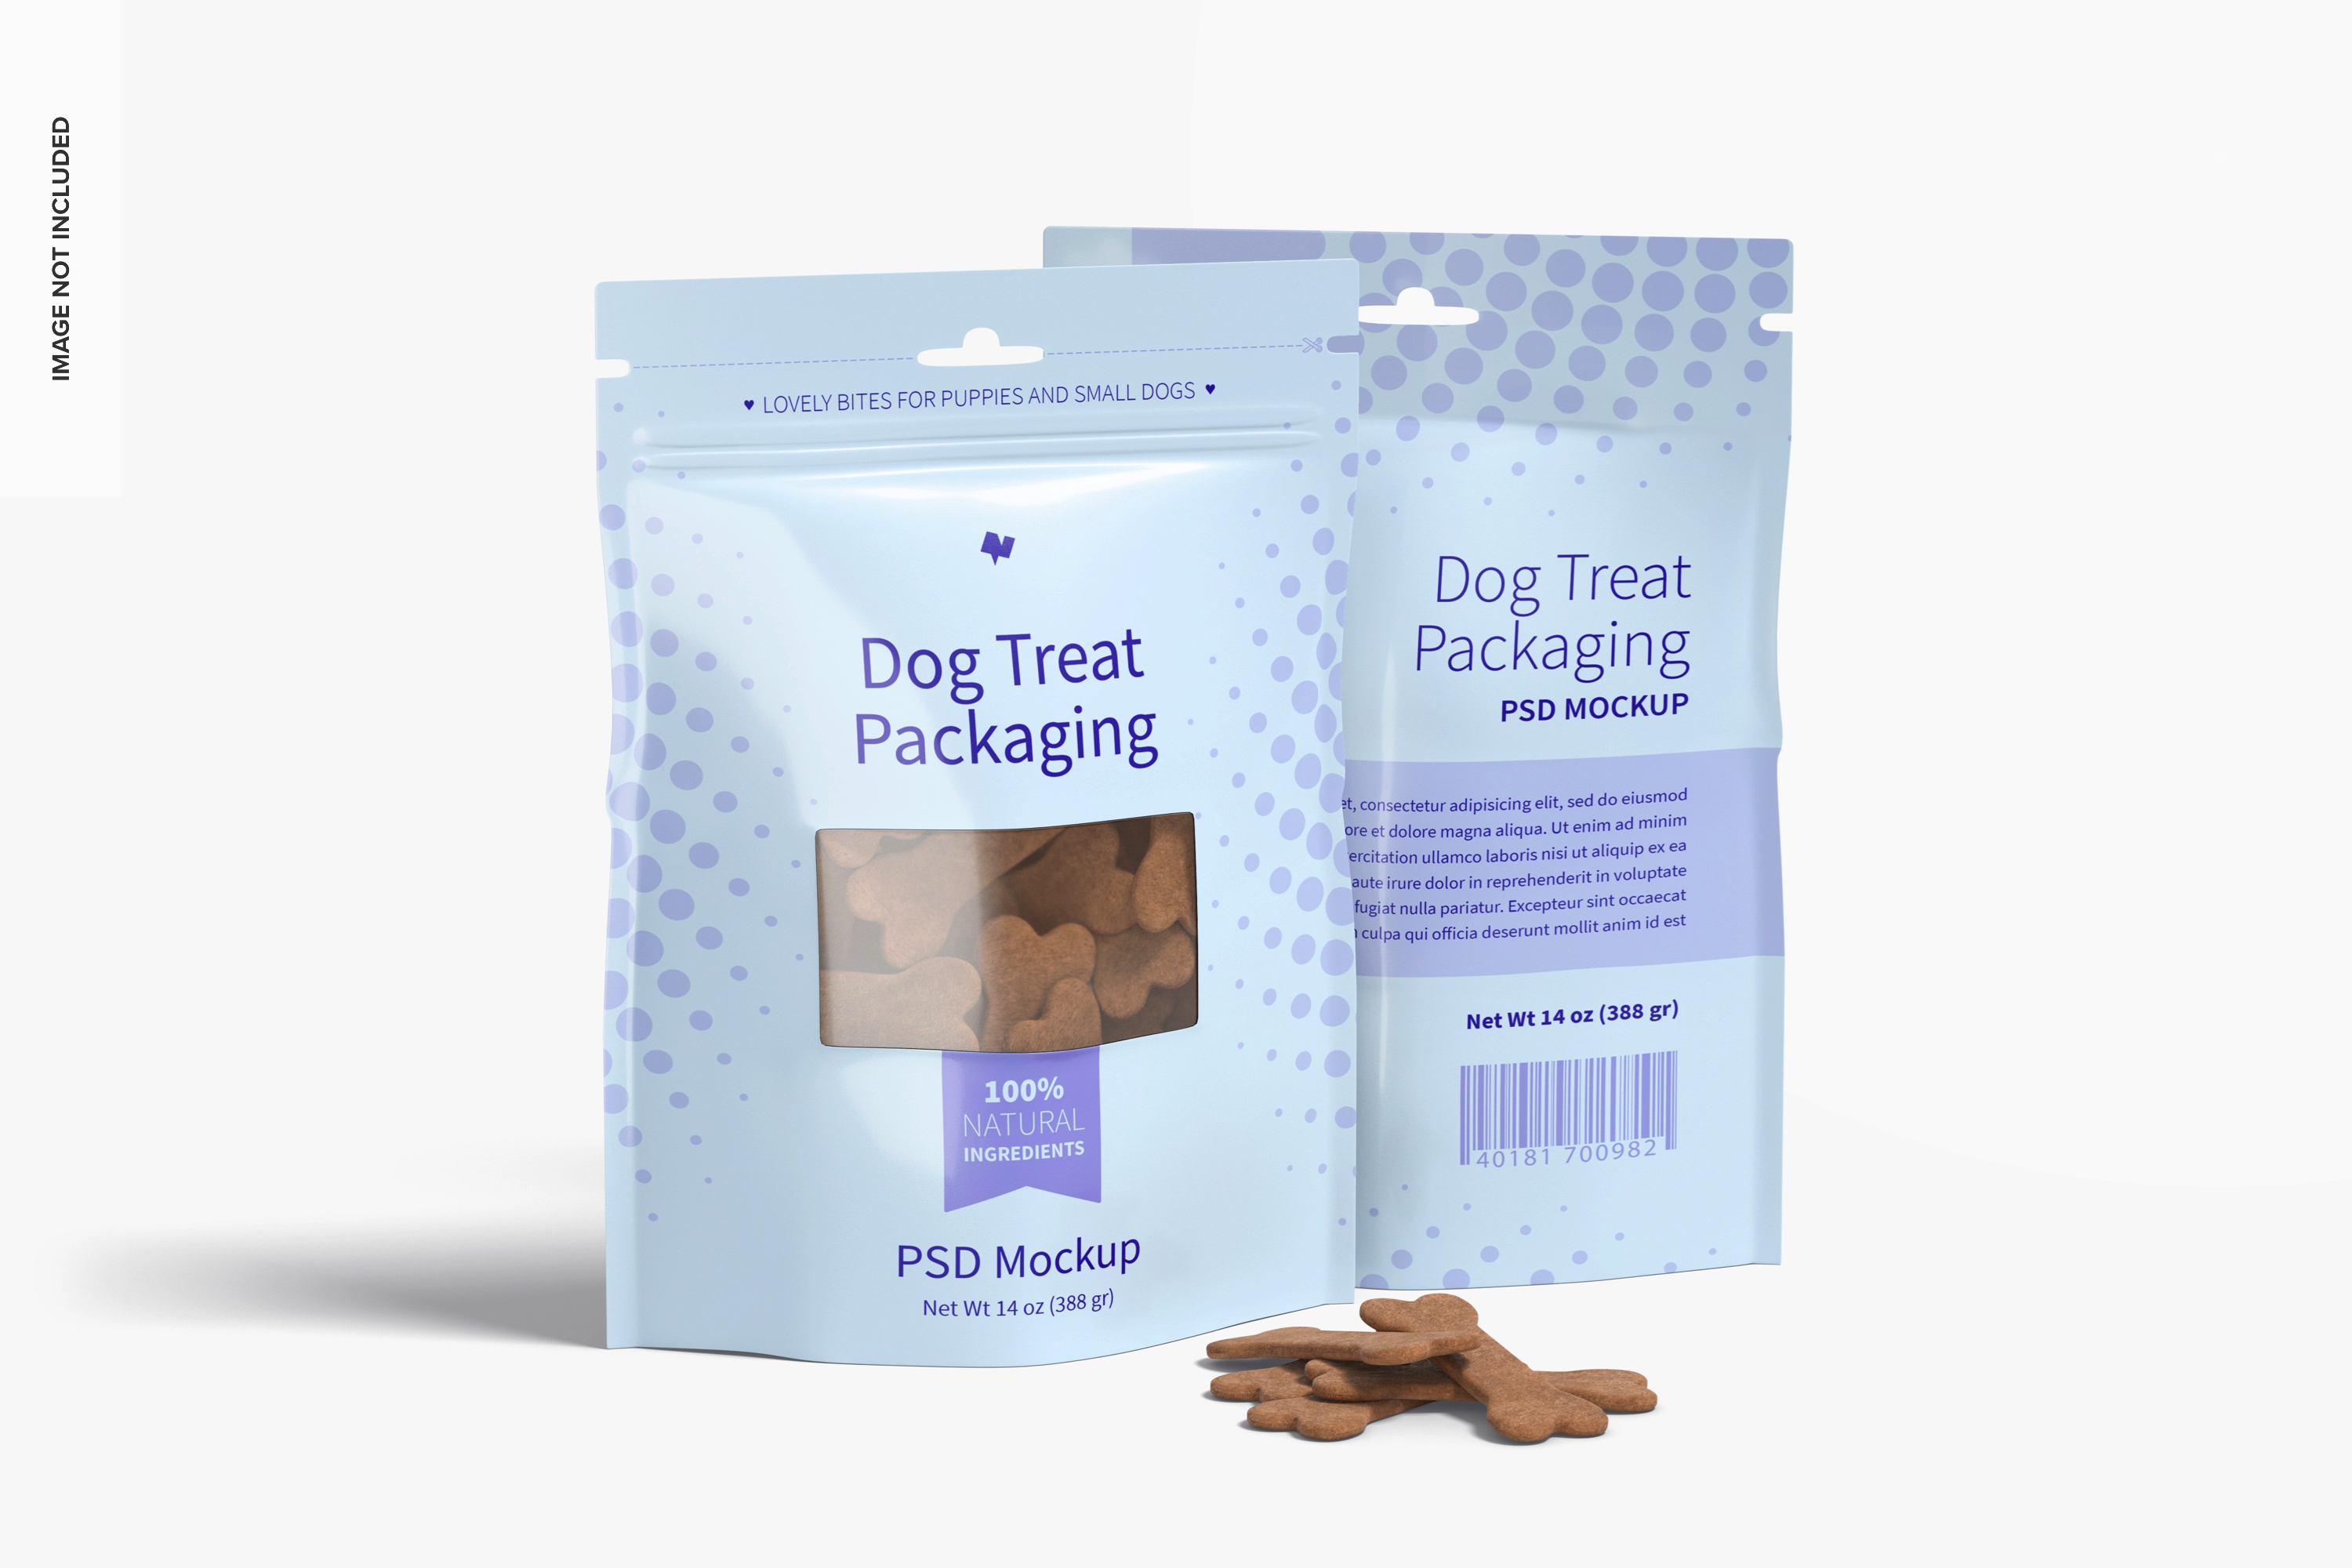 IMAGE NOT INCLUDED
♥ LOVELY BITES FOR PUPPIES AND SMALL DOGS ♥
Dog Treat
Packaging
100%
NATURAL
INGREDIENTS
PSD Mockup
Net Wt 14 oz (388 gr)
Dog Treat
Packaging
PSD MOCKUP
consectetur adipisicing elit, sed do eiusmod
et dolore magna aliqua. Ut enim ad minim
ullamco laboris nisi ut aliquip ex ea
aute irure dolor in reprehenderit in voluptate
fugiat nulla pariatur. Excepteur sint occaecat
culpa qui officia deserunt mollit anim id est
Net Wt 14 oz (388 gr)
40181 700982